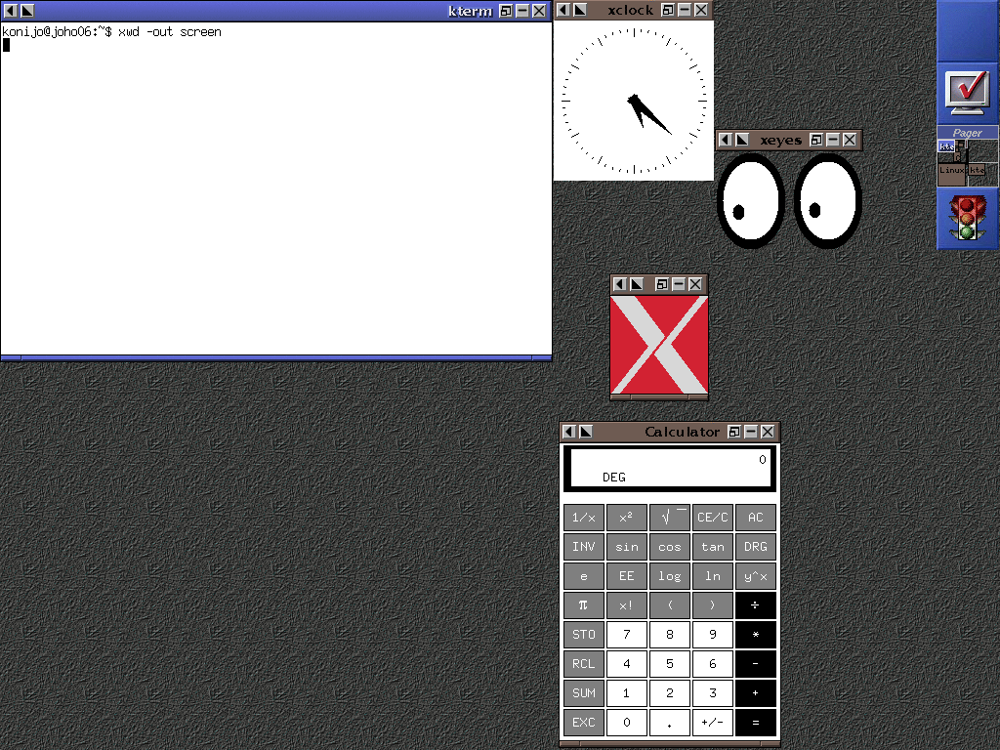 kterm
konijo@joho06:~$ xwd -out screen
xclock
xeyes
Pager
kte
Linux kte
Calculator
0
DEG
1/x x² √‾ CE/C AC
INV sin cos tan DRG
e EE log ln y^x
π x! ( ) ÷
STO 7 8 9 *
RCL 4 5 6 -
SUM 1 2 3 +
EXC 0 . +/- =